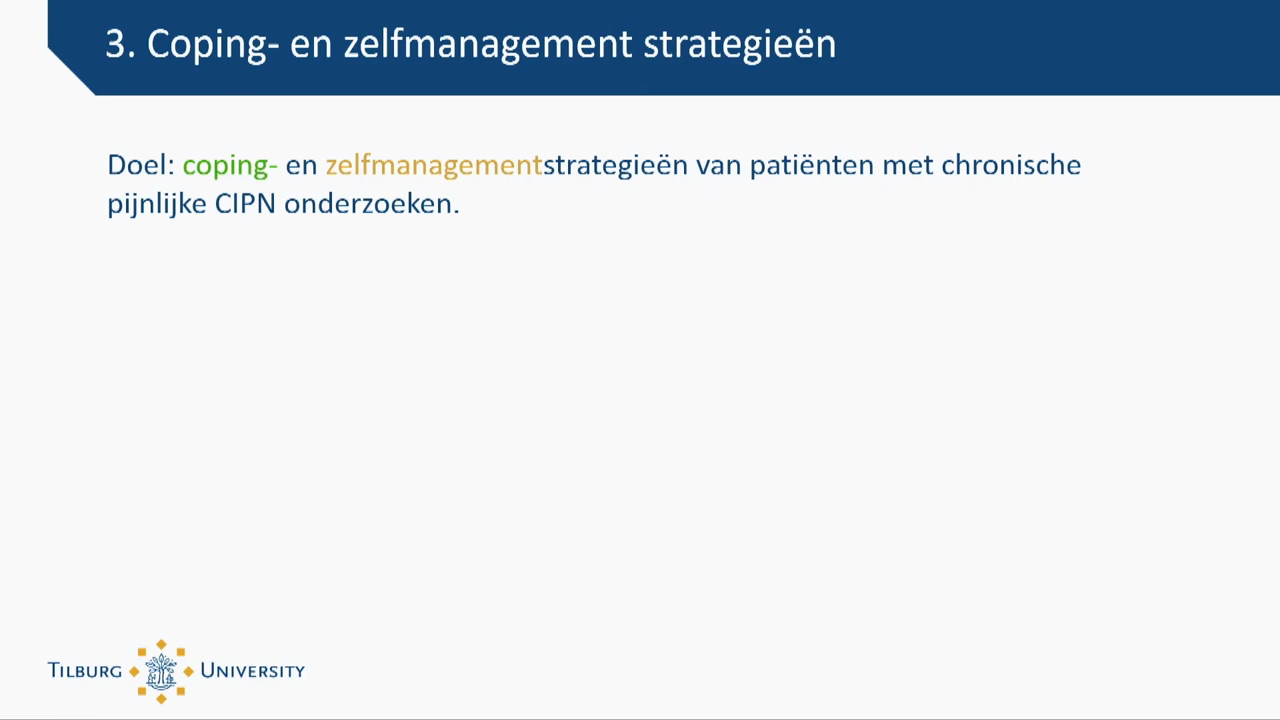 3. Coping- en zelfmanagement strategieën
Doel: coping- en zelfmanagementstrategieën van patiënten met chronische
pijnlijke CIPN onderzoeken.
TILBURG UNIVERSITY